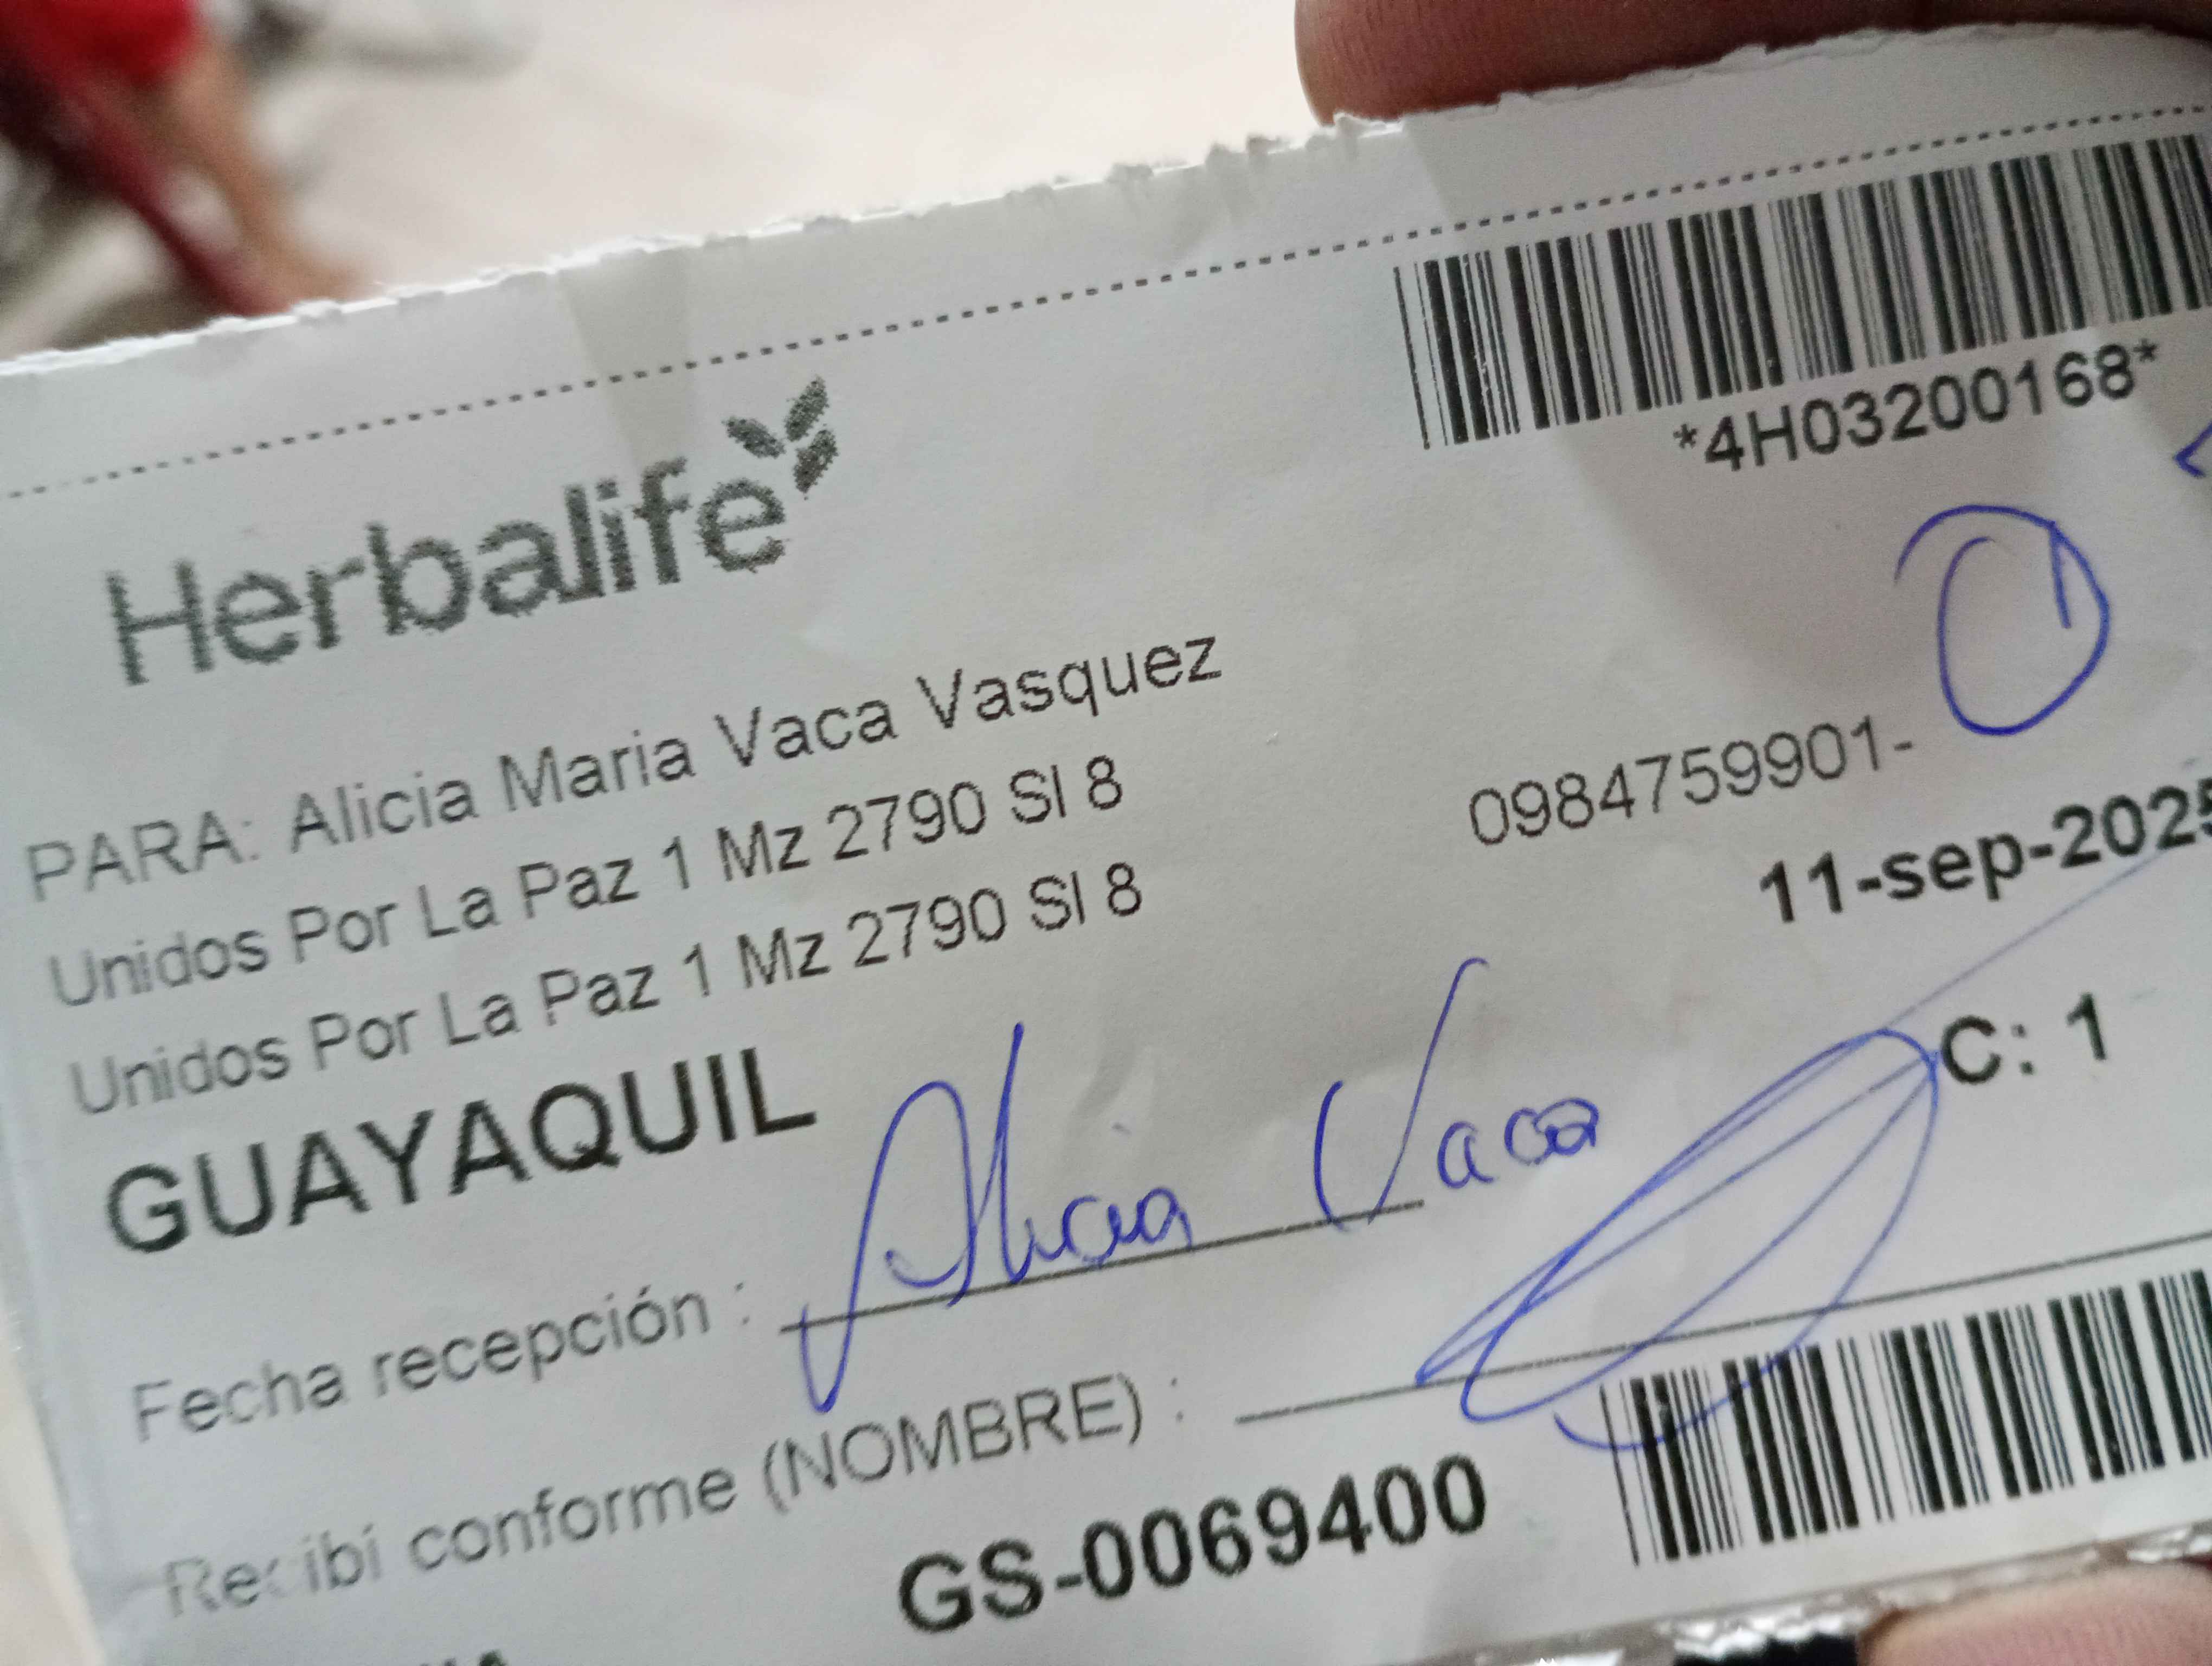 *4H03200168*
Herbalife
PARA: Alicia Maria Vaca Vasquez
Unidos Por La Paz 1 Mz 2790 Sl 8 0984759901-
Unidos Por La Paz 1 Mz 2790 Sl 8 11-sep-2025
GUAYAQUIL C: 1
Fecha recepción : Alicia Vaca
Recibí conforme (NOMBRE) :
GS-0069400